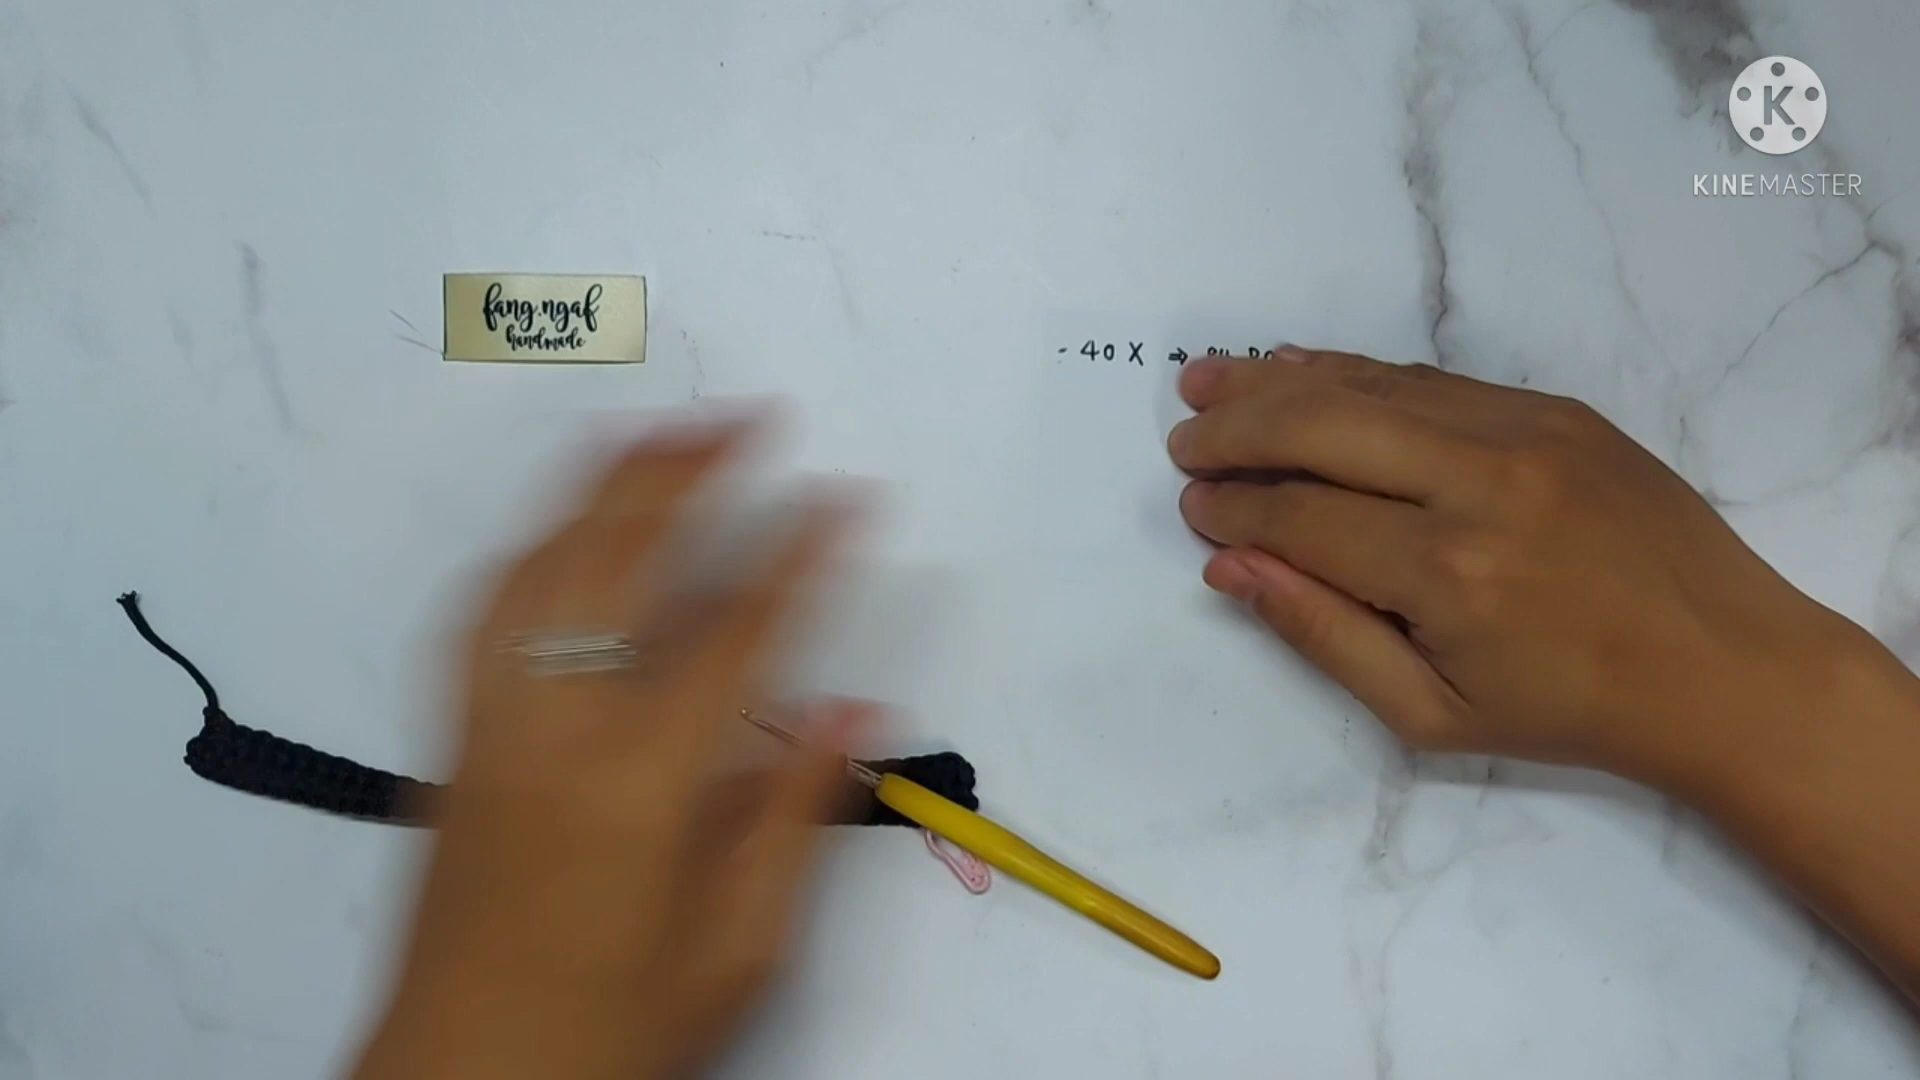 K
KINEMASTER
fang.ngaf
handmade
- 40 X ⇒